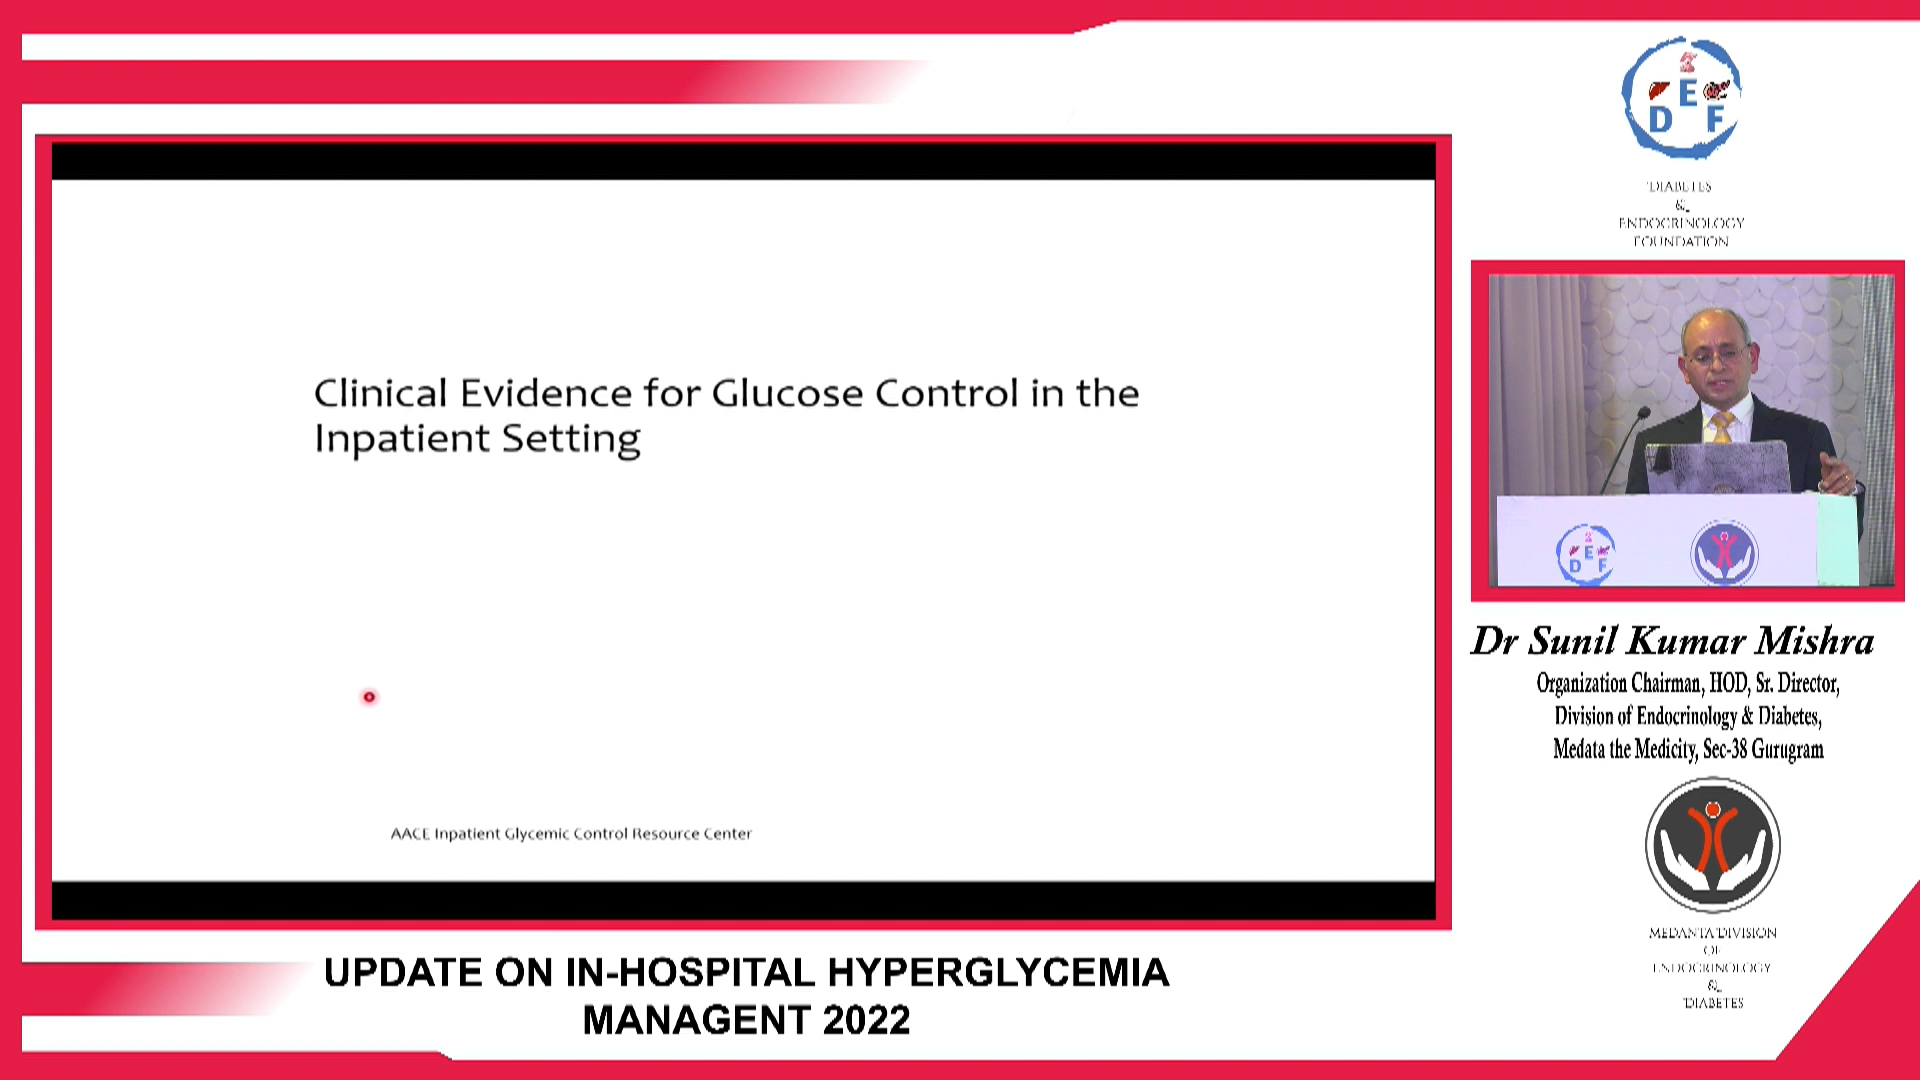 D E F
DIABETES
&
ENDOCRINOLOGY
FOUNDATION
Clinical Evidence for Glucose Control in the
Inpatient Setting
AACE Inpatient Glycemic Control Resource Center
D E F
Dr Sunil Kumar Mishra
Organization Chairman, HOD, Sr. Director,
Division of Endocrinology & Diabetes,
Medata the Medicity, Sec-38 Gurugram
MEDANTA DIVISION
OF
ENDOCRINOLOGY
&
DIABETES
UPDATE ON IN-HOSPITAL HYPERGLYCEMIA
MANAGENT 2022